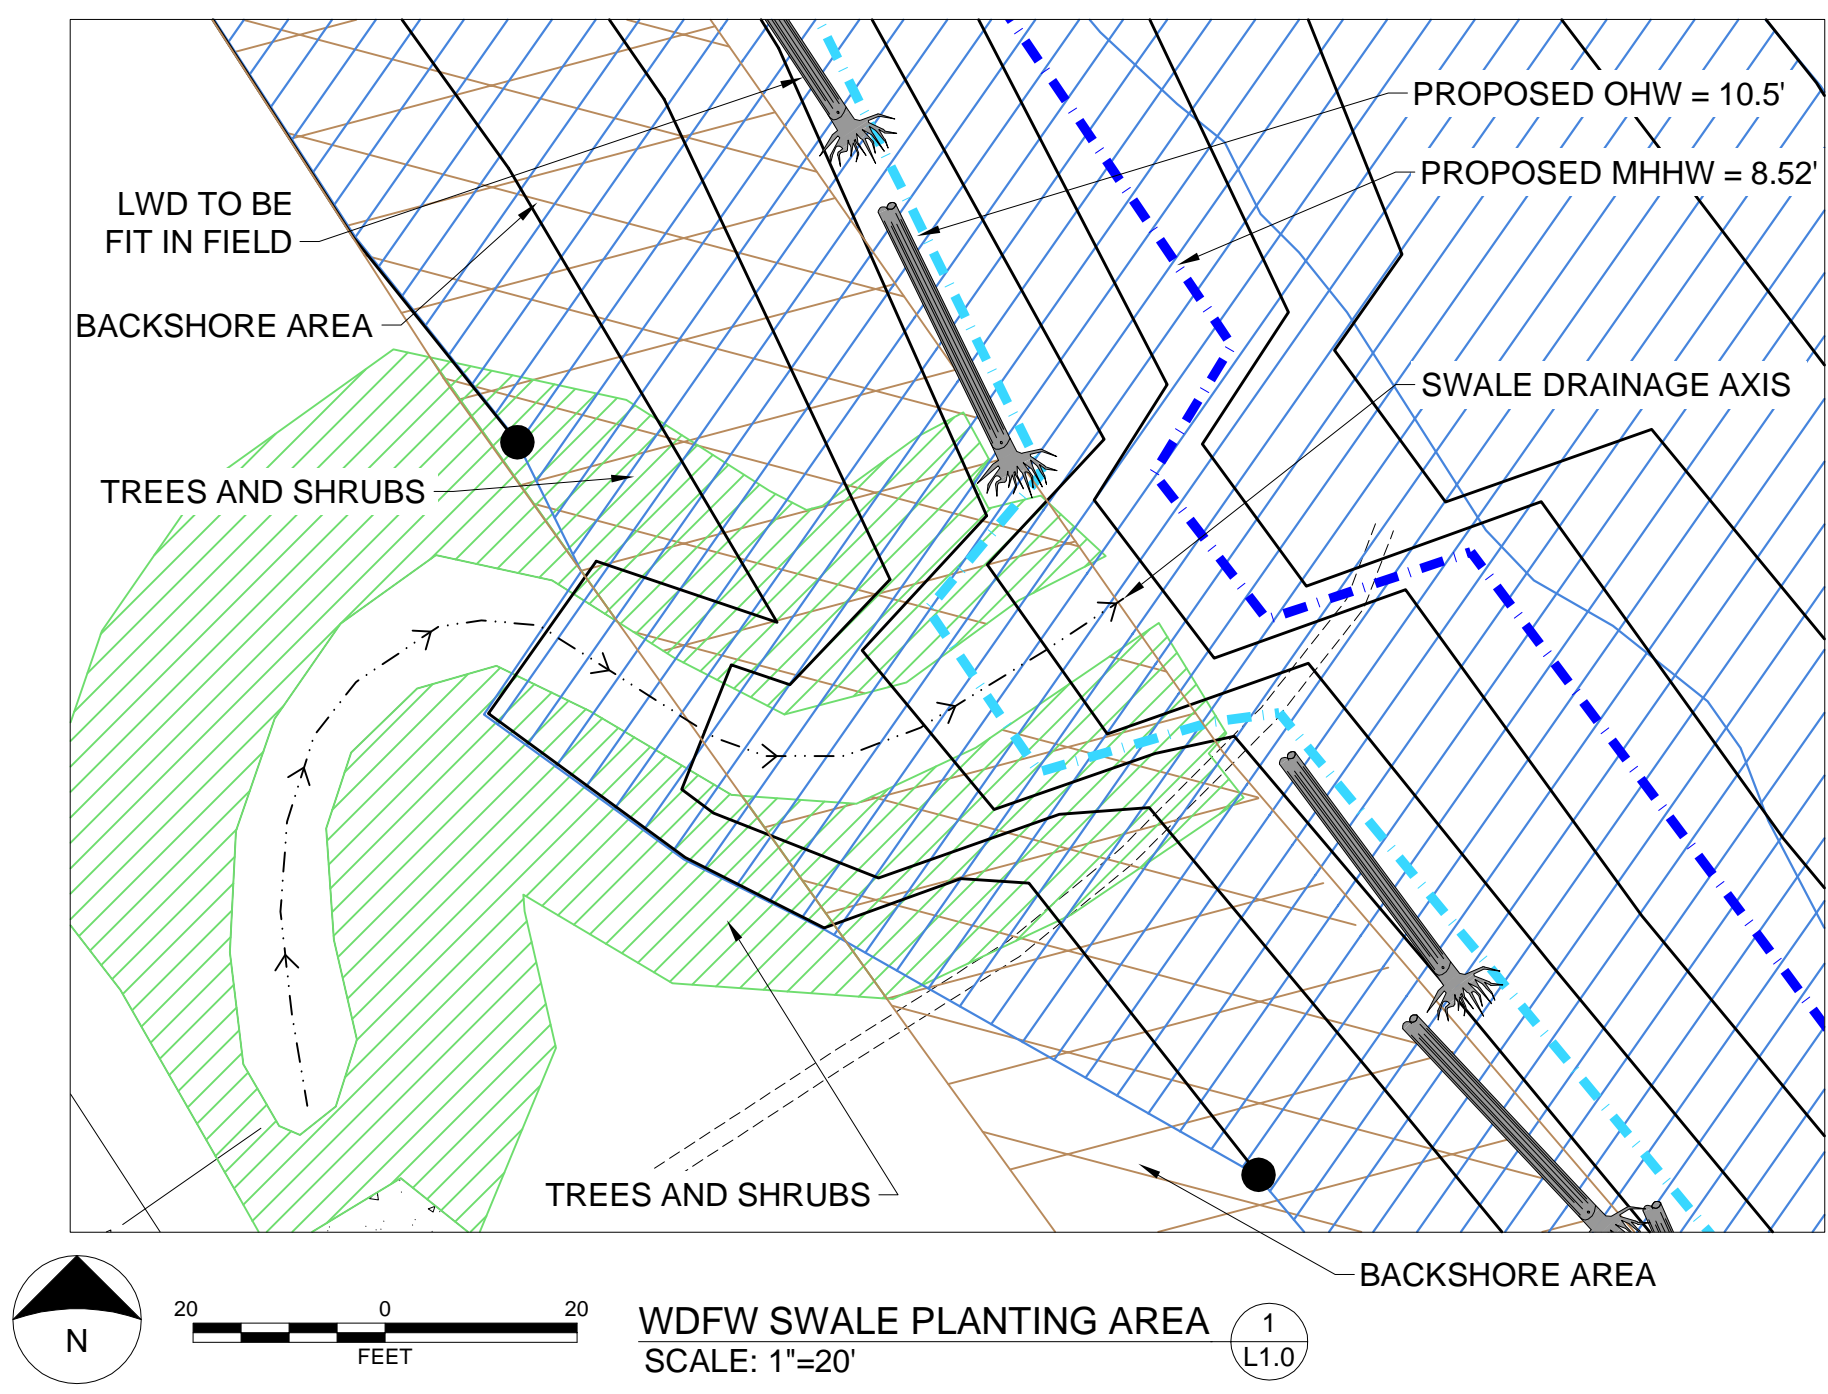 PROPOSED OHW = 10.5'
PROPOSED MHHW = 8.52'
LWD TO BE
FIT IN FIELD
BACKSHORE AREA
SWALE DRAINAGE AXIS
TREES AND SHRUBS
TREES AND SHRUBS
BACKSHORE AREA
N
20 0 20
FEET
WDFW SWALE PLANTING AREA
SCALE: 1"=20'
1
L1.0